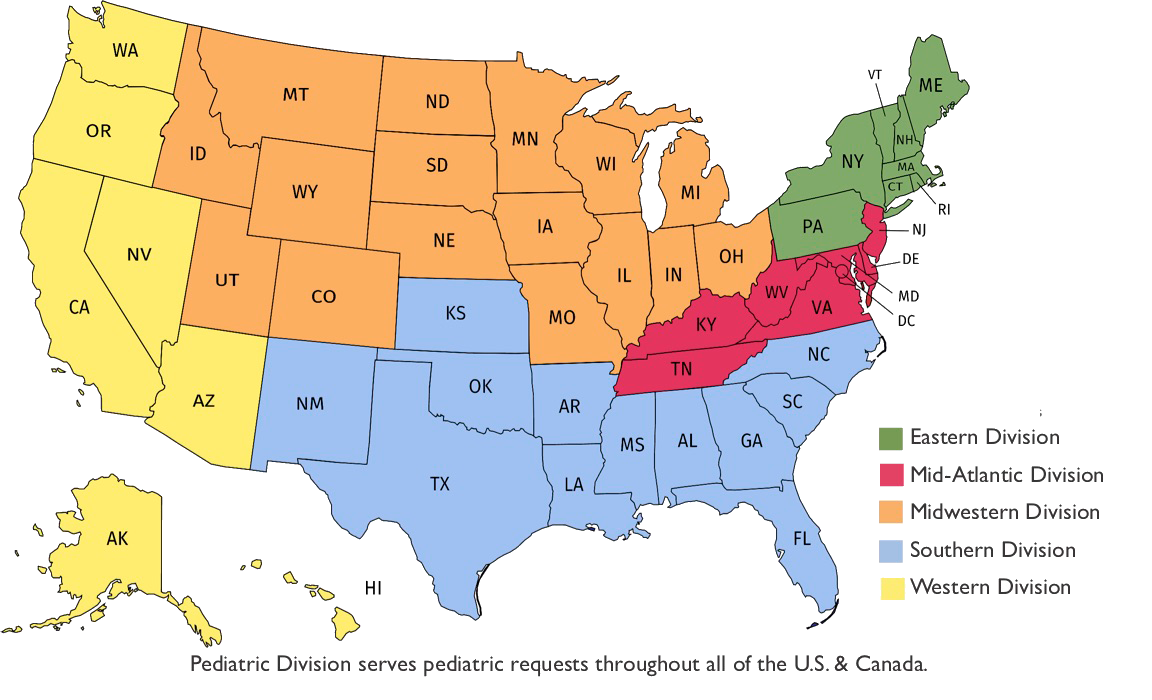 WA
OR
CA
NV
ID
MT
WY
UT
CO
AZ
NM
ND
SD
NE
KS
OK
TX
MN
IA
MO
AR
LA
WI
IL
MI
IN
OH
KY
TN
MS
AL
GA
FL
SC
NC
VA
WV
PA
NY
VT
NH
ME
MA
CT
RI
NJ
DE
MD
DC
AK
HI
;
Eastern Division
Mid-Atlantic Division
Midwestern Division
Southern Division
Western Division
Pediatric Division serves pediatric requests throughout all of the U.S. & Canada.